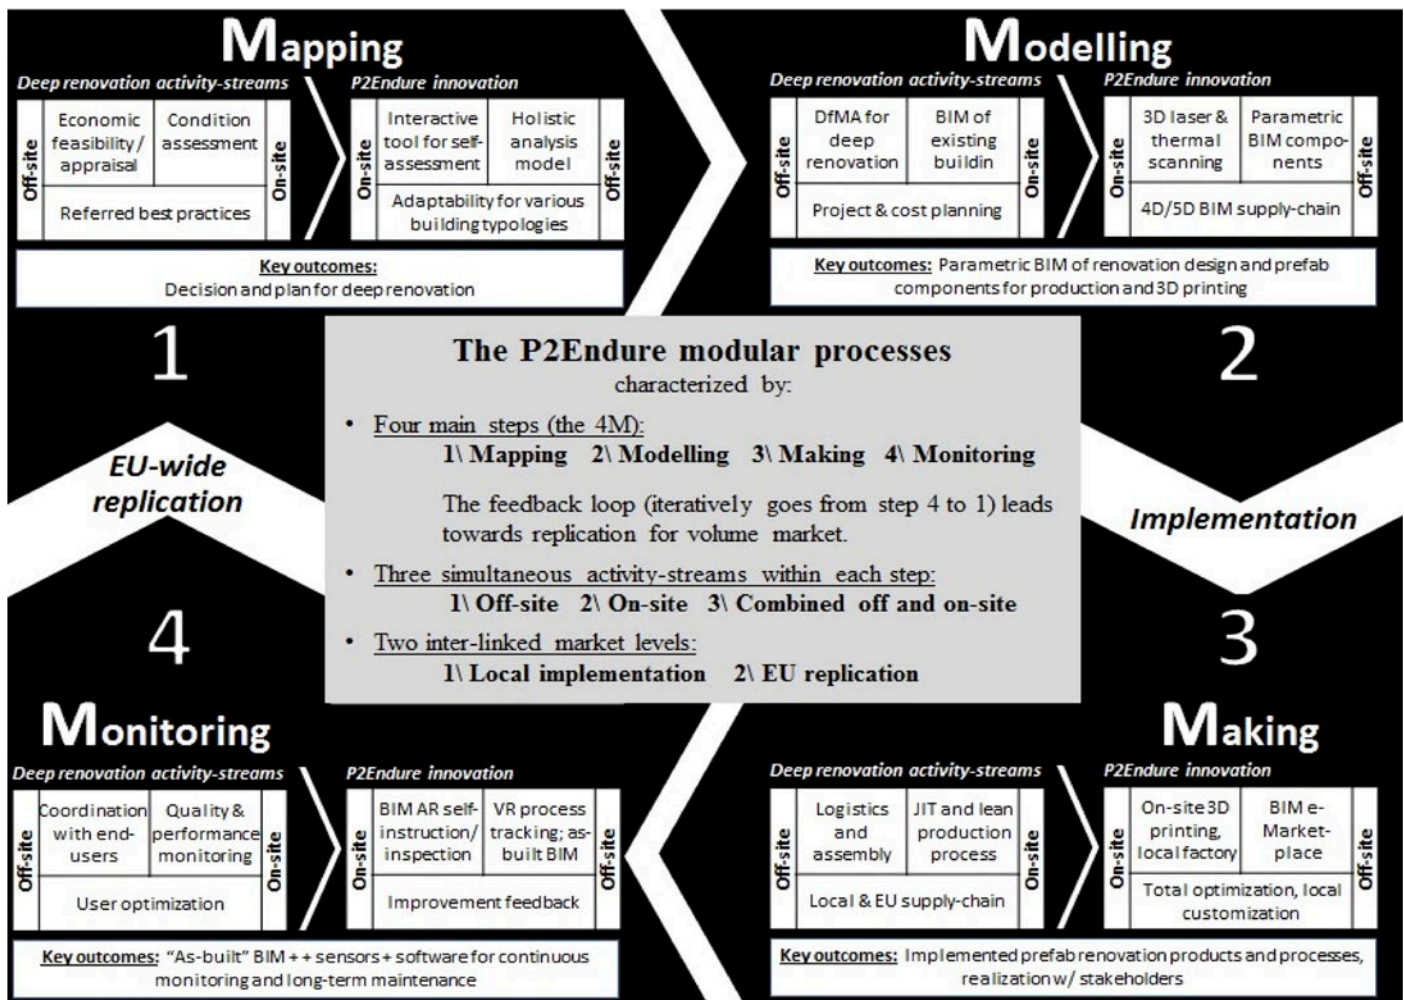 Mapping
Deep renovation activity-streams
P2Endure innovation
Off-site
Economic
feasibility /
appraisal
Condition
assessment
On-site
Referred best practices
On-site
Interactive
tool for self-
assessment
Holistic
analysis
model
Off-site
Adaptability for various
building typologies
Key outcomes:
Decision and plan for deep renovation
1
Modelling
Deep renovation activity-streams
P2Endure innovation
Off-site
DfMA for
deep
renovation
BIM of
existing
buildin
On-site
Project & cost planning
On-site
3D laser &
thermal
scanning
Parametric
BIM compo-
nents
Off-site
4D/5D BIM supply-chain
Key outcomes: Parametric BIM of renovation design and prefab
components for production and 3D printing
2
The P2Endure modular processes
characterized by:
• Four main steps (the 4M):
1\ Mapping 2\ Modelling 3\ Making 4\ Monitoring
The feedback loop (iteratively goes from step 4 to 1) leads
towards replication for volume market.
• Three simultaneous activity-streams within each step:
1\ Off-site 2\ On-site 3\ Combined off and on-site
• Two inter-linked market levels:
1\ Local implementation 2\ EU replication
EU-wide
replication
Implementation
4
Monitoring
Deep renovation activity-streams
P2Endure innovation
Off-site
Coordination
with end-
users
Quality &
performance
monitoring
On-site
User optimization
On-site
BIM AR self-
instruction/
inspection
VR process
tracking; as-
built BIM
Off-site
Improvement feedback
Key outcomes: “As-built” BIM ++ sensors + software for continuous
monitoring and long-term maintenance
3
Making
Deep renovation activity-streams
P2Endure innovation
Off-site
Logistics
and
assembly
JIT and lean
production
process
On-site
Local & EU supply-chain
On-site
On-site 3D
printing,
local factory
BIM e-
Market-
place
Off-site
Total optimization, local
customization
Key outcomes: Implemented prefab renovation products and processes,
realization w/ stakeholders